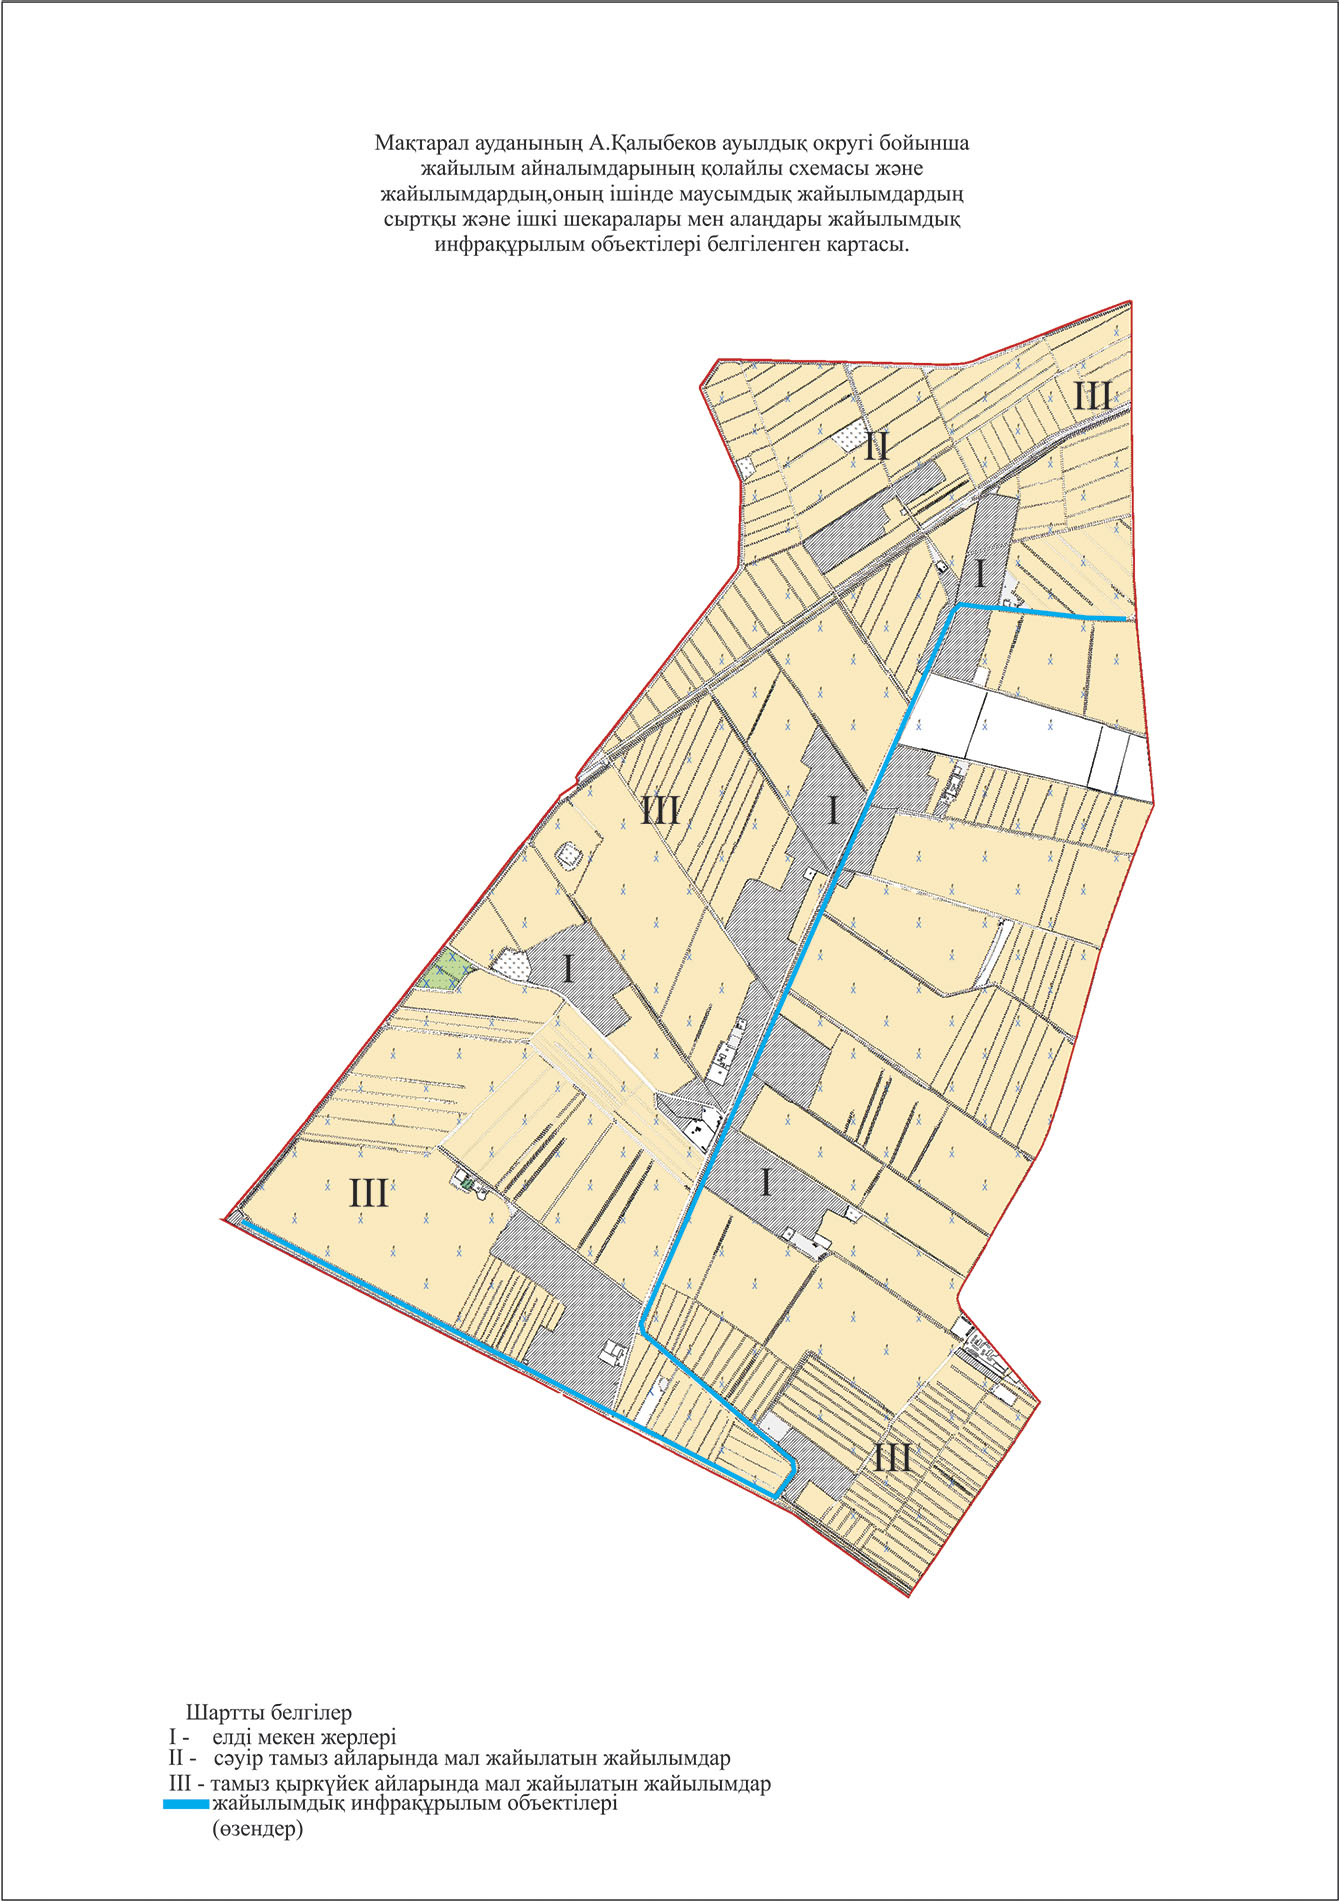 Мақтарал ауданының А.Қалыбеков ауылдық округі бойынша
жайылым айналымдарының қолайлы схемасы және
жайылымдардың,оның ішінде маусымдық жайылымдардың
сыртқы және ішкі шекаралары мен алаңдары жайылымдық
инфрақұрылым объектілері белгіленген картасы.
III
II
I
III
I
I
I
III
III
Шартты белгілер
I - елді мекен жерлері
II - сәуір тамыз айларында мал жайылатын жайылымдар
III - тамыз қыркүйек айларында мал жайылатын жайылымдар
жайылымдық инфрақұрылым объектілері
(өзендер)